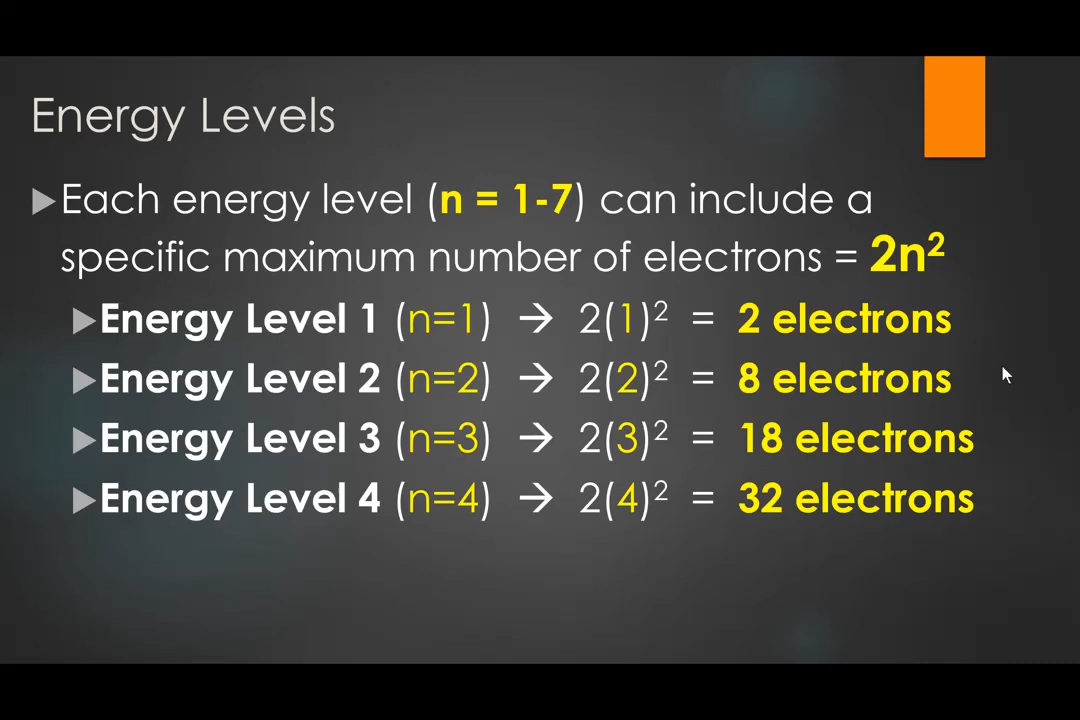 Energy Levels
Each energy level (n = 1-7) can include a
specific maximum number of electrons = 2n²
Energy Level 1 (n=1) → 2(1)² = 2 electrons
Energy Level 2 (n=2) → 2(2)² = 8 electrons
Energy Level 3 (n=3) → 2(3)² = 18 electrons
Energy Level 4 (n=4) → 2(4)² = 32 electrons